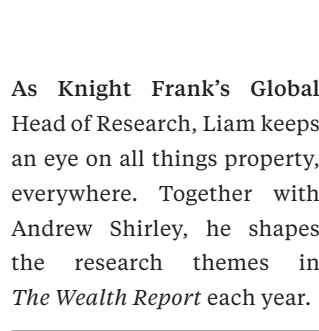 As Knight Frank’s Global
Head of Research, Liam keeps
an eye on all things property,
everywhere. Together with
Andrew Shirley, he shapes
the research themes in
The Wealth Report each year.